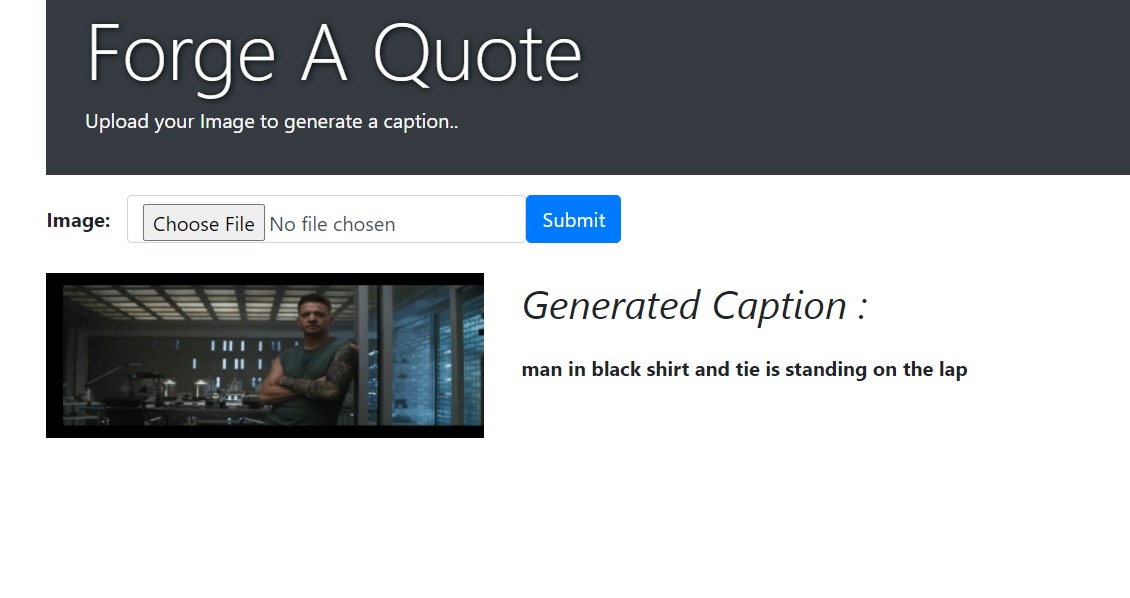 Forge A Quote
Upload your Image to generate a caption..
Image: Choose File No file chosen Submit
Generated Caption :
man in black shirt and tie is standing on the lap